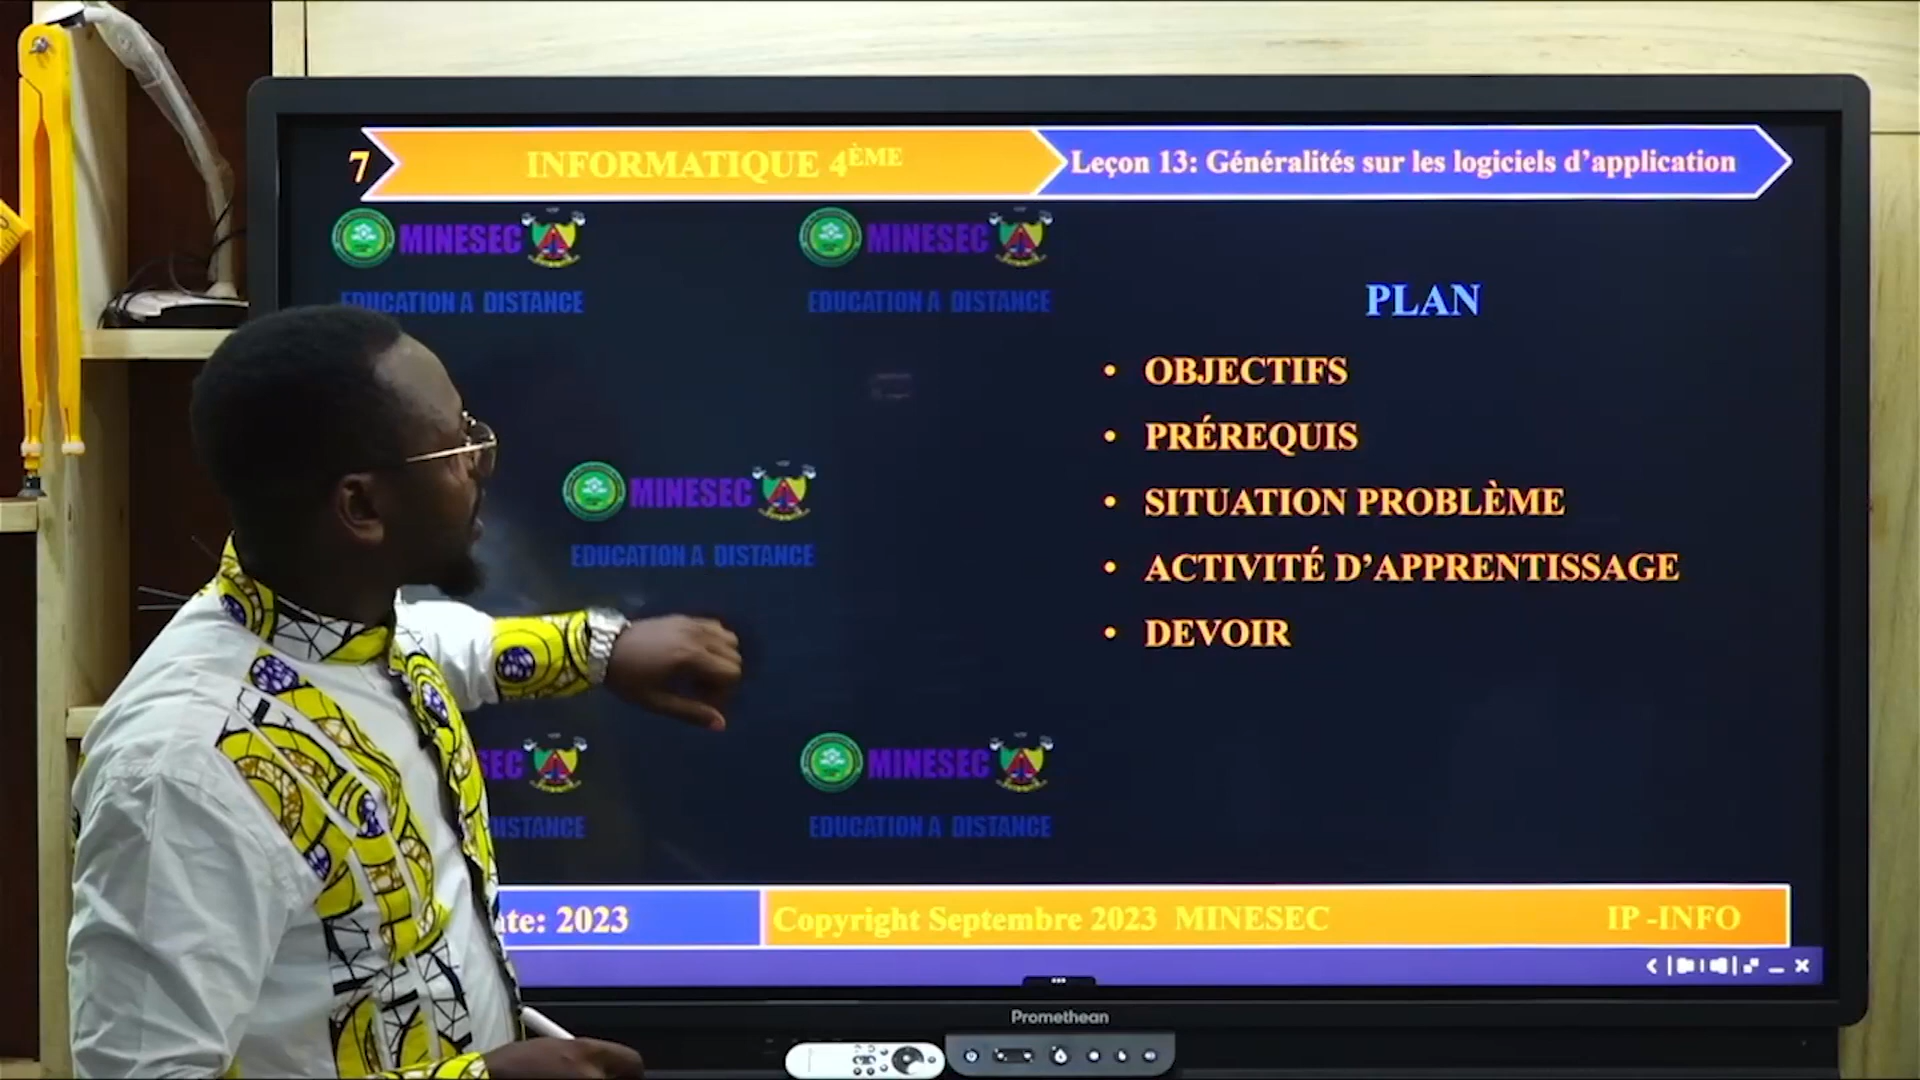 7
INFORMATIQUE 4ÈME
Leçon 13: Généralités sur les logiciels d'application
MINESEC
EDUCATION A DISTANCE
MINESEC
EDUCATION A DISTANCE
PLAN
• OBJECTIFS
• PRÉREQUIS
• SITUATION PROBLÈME
• ACTIVITÉ D'APPRENTISSAGE
• DEVOIR
MINESEC
EDUCATION A DISTANCE
SEC
ISTANCE
MINESEC
EDUCATION A DISTANCE
ate: 2023
Copyright Septembre 2023 MINESEC
IP -INFO
Promethean